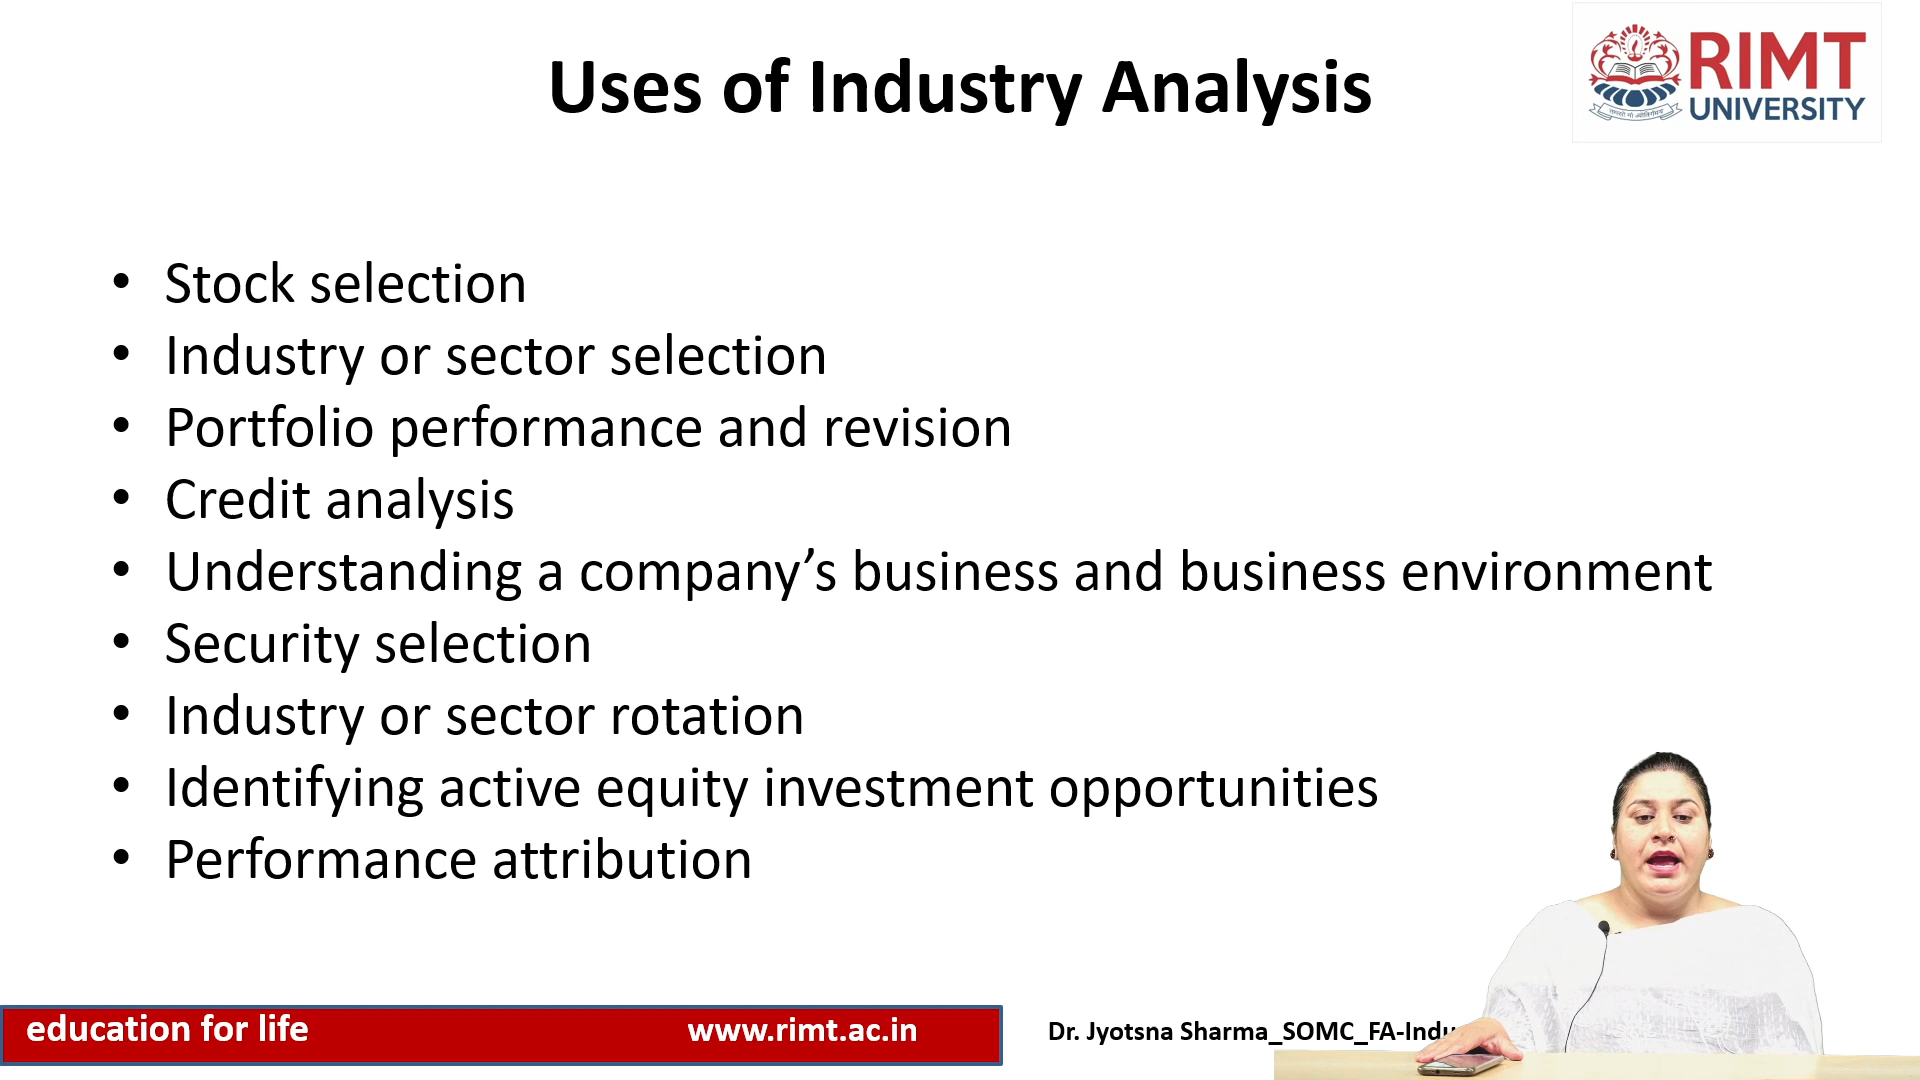 Uses of Industry Analysis
RIMT
UNIVERSITY
• Stock selection
• Industry or sector selection
• Portfolio performance and revision
• Credit analysis
• Understanding a company’s business and business environment
• Security selection
• Industry or sector rotation
• Identifying active equity investment opportunities
• Performance attribution
education for life www.rimt.ac.in Dr. Jyotsna Sharma_SOMC_FA-Indu